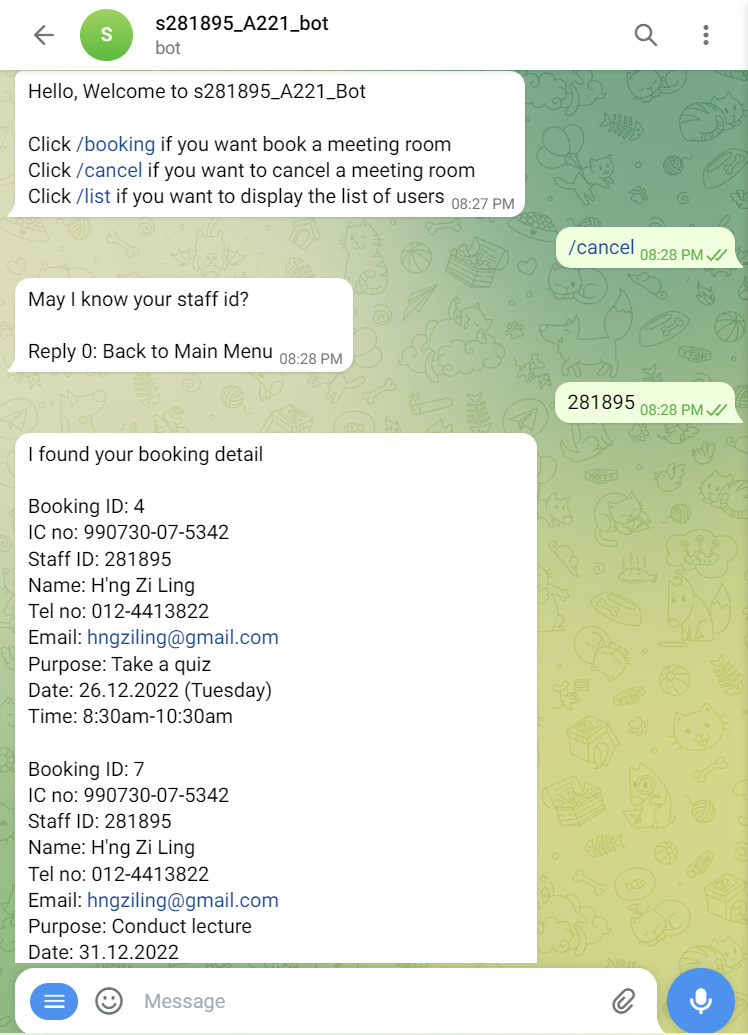 S
s281895_A221_bot
bot
Hello, Welcome to s281895_A221_Bot
Click /booking if you want book a meeting room
Click /cancel if you want to cancel a meeting room
Click /list if you want to display the list of users 08:27 PM
/cancel 08:28 PM
May I know your staff id?
Reply 0: Back to Main Menu 08:28 PM
281895 08:28 PM
I found your booking detail
Booking ID: 4
IC no: 990730-07-5342
Staff ID: 281895
Name: H'ng Zi Ling
Tel no: 012-4413822
Email: hngziling@gmail.com
Purpose: Take a quiz
Date: 26.12.2022 (Tuesday)
Time: 8:30am-10:30am
Booking ID: 7
IC no: 990730-07-5342
Staff ID: 281895
Name: H'ng Zi Ling
Tel no: 012-4413822
Email: hngziling@gmail.com
Purpose: Conduct lecture
Date: 31.12.2022
Message